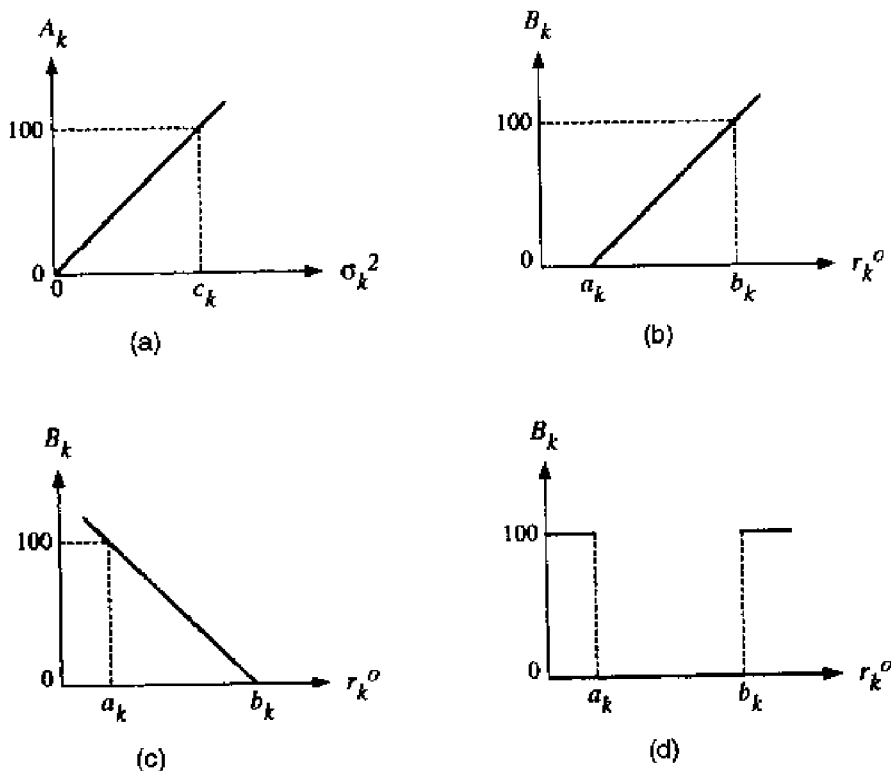 A_k
100
0
0
c_k
σ_k^2
(a)
B_k
100
0
a_k
b_k
r_k^o
(b)
B_k
100
0
a_k
b_k
r_k^o
(c)
B_k
100
0
a_k
b_k
r_k^o
(d)